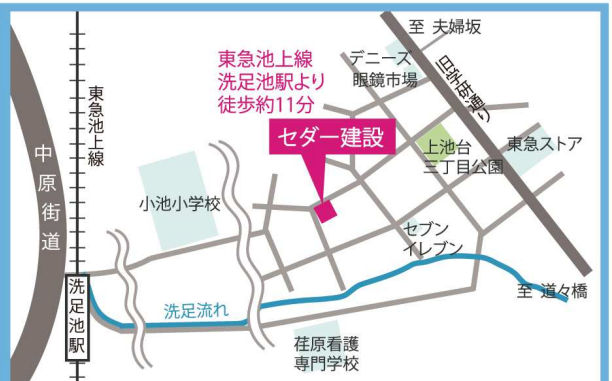 至 夫婦坂
東急池上線
洗足池駅より
徒歩約11分
デニーズ
眼鏡市場
旧学研通り
東急池上線
セダー建設
上池台
三丁目公園
東急ストア
中原街道
小池小学校
セブン
イレブン
洗足池駅
洗足流れ
至 道々橋
荏原看護
専門学校